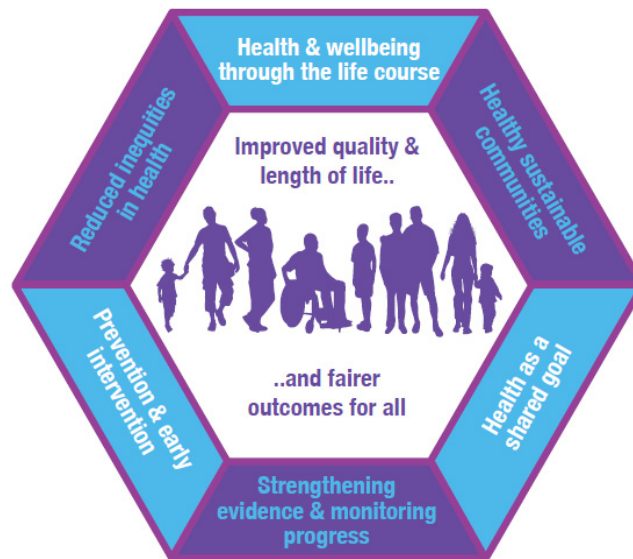 Health & wellbeing
through the life course
Healthy sustainable
communities
Health as a
shared goal
Strengthening
evidence & monitoring
progress
Prevention & early
intervention
Reduced inequities
in health
Improved quality &
length of life..
..and fairer
outcomes for all